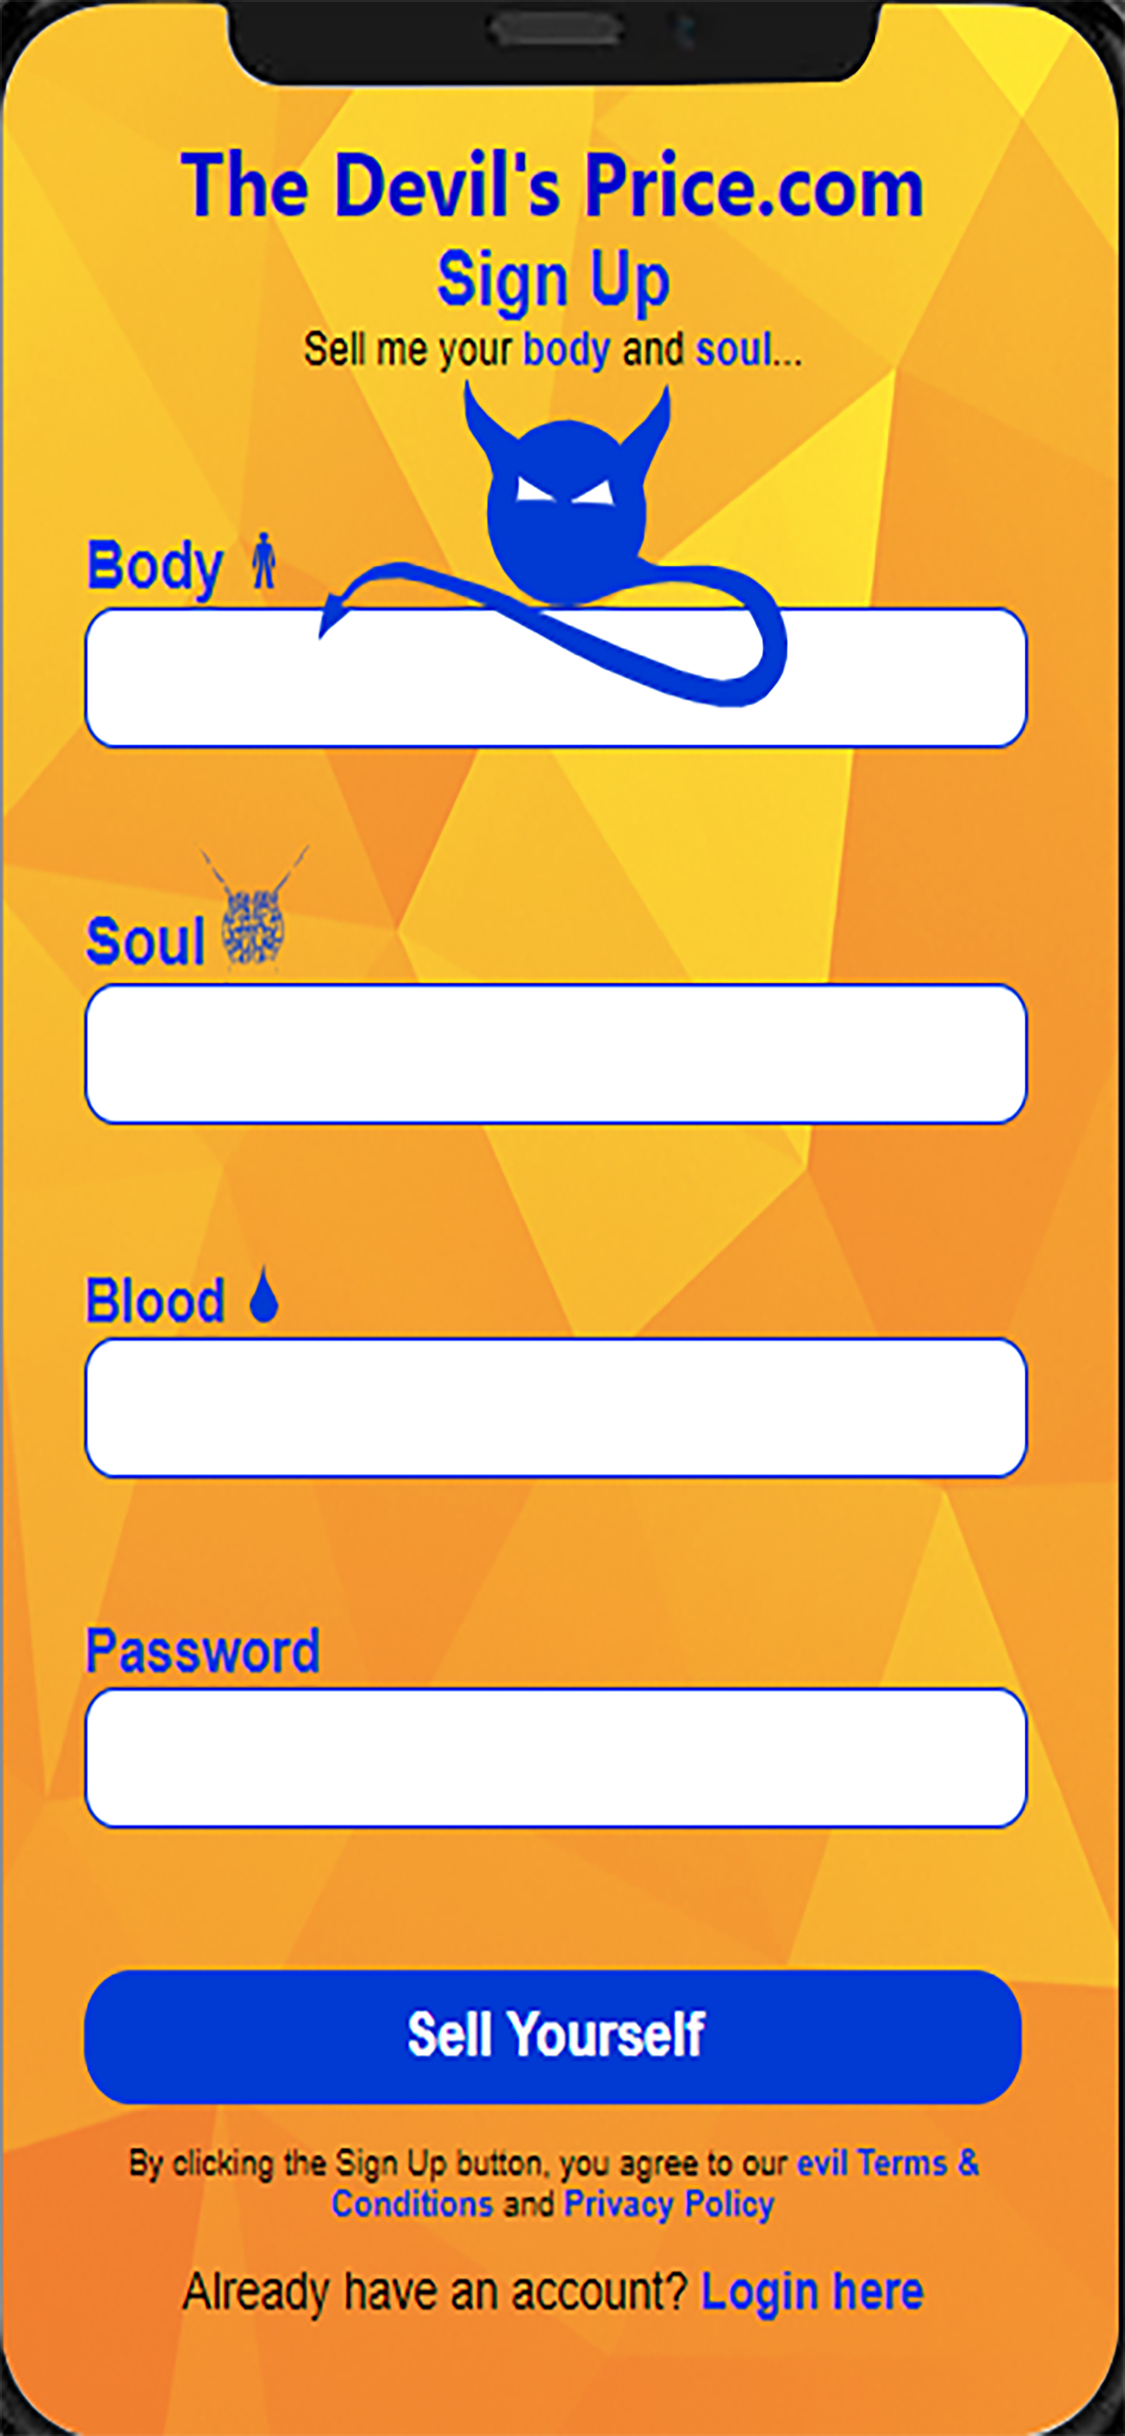 The Devil's Price.com
Sign Up
Sell me your body and soul...
Body
Soul
Blood
Password
Sell Yourself
By clicking the Sign Up button, you agree to our evil Terms &
Conditions and Privacy Policy
Already have an account? Login here